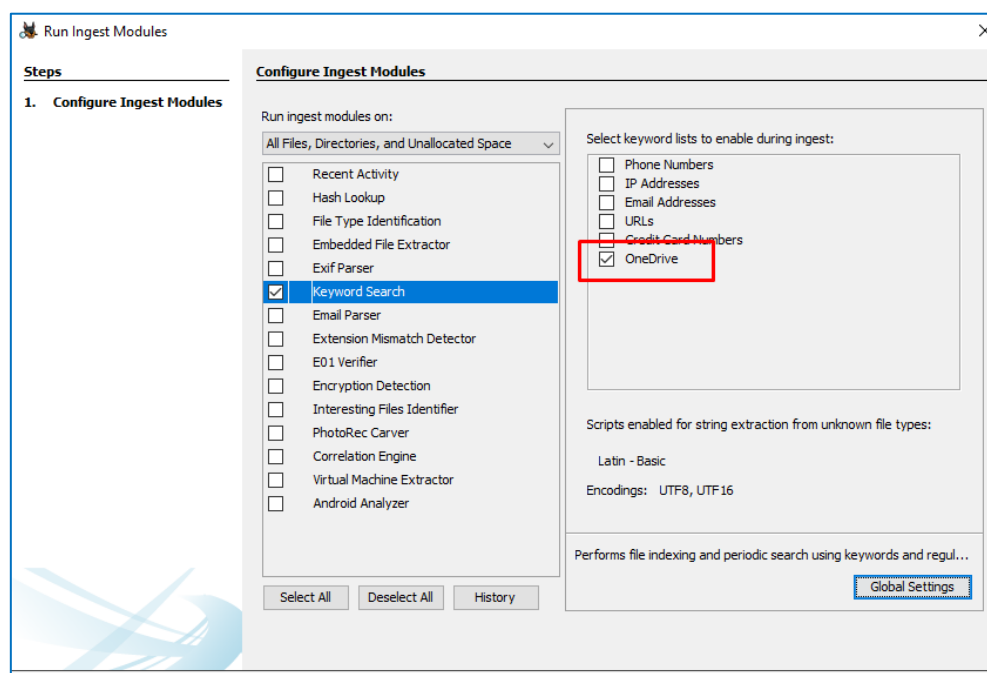 Run Ingest Modules
Steps
1. Configure Ingest Modules
Configure Ingest Modules
Run ingest modules on:
All Files, Directories, and Unallocated Space
Recent Activity
Hash Lookup
File Type Identification
Embedded File Extractor
Exif Parser
Keyword Search
Email Parser
Extension Mismatch Detector
E01 Verifier
Encryption Detection
Interesting Files Identifier
PhotoRec Carver
Correlation Engine
Virtual Machine Extractor
Android Analyzer
Select All Deselect All History
Select keyword lists to enable during ingest:
Phone Numbers
IP Addresses
Email Addresses
URLs
Credit Card Numbers
OneDrive
Scripts enabled for string extraction from unknown file types:
Latin - Basic
Encodings: UTF8, UTF16
Performs file indexing and periodic search using keywords and regul...
Global Settings